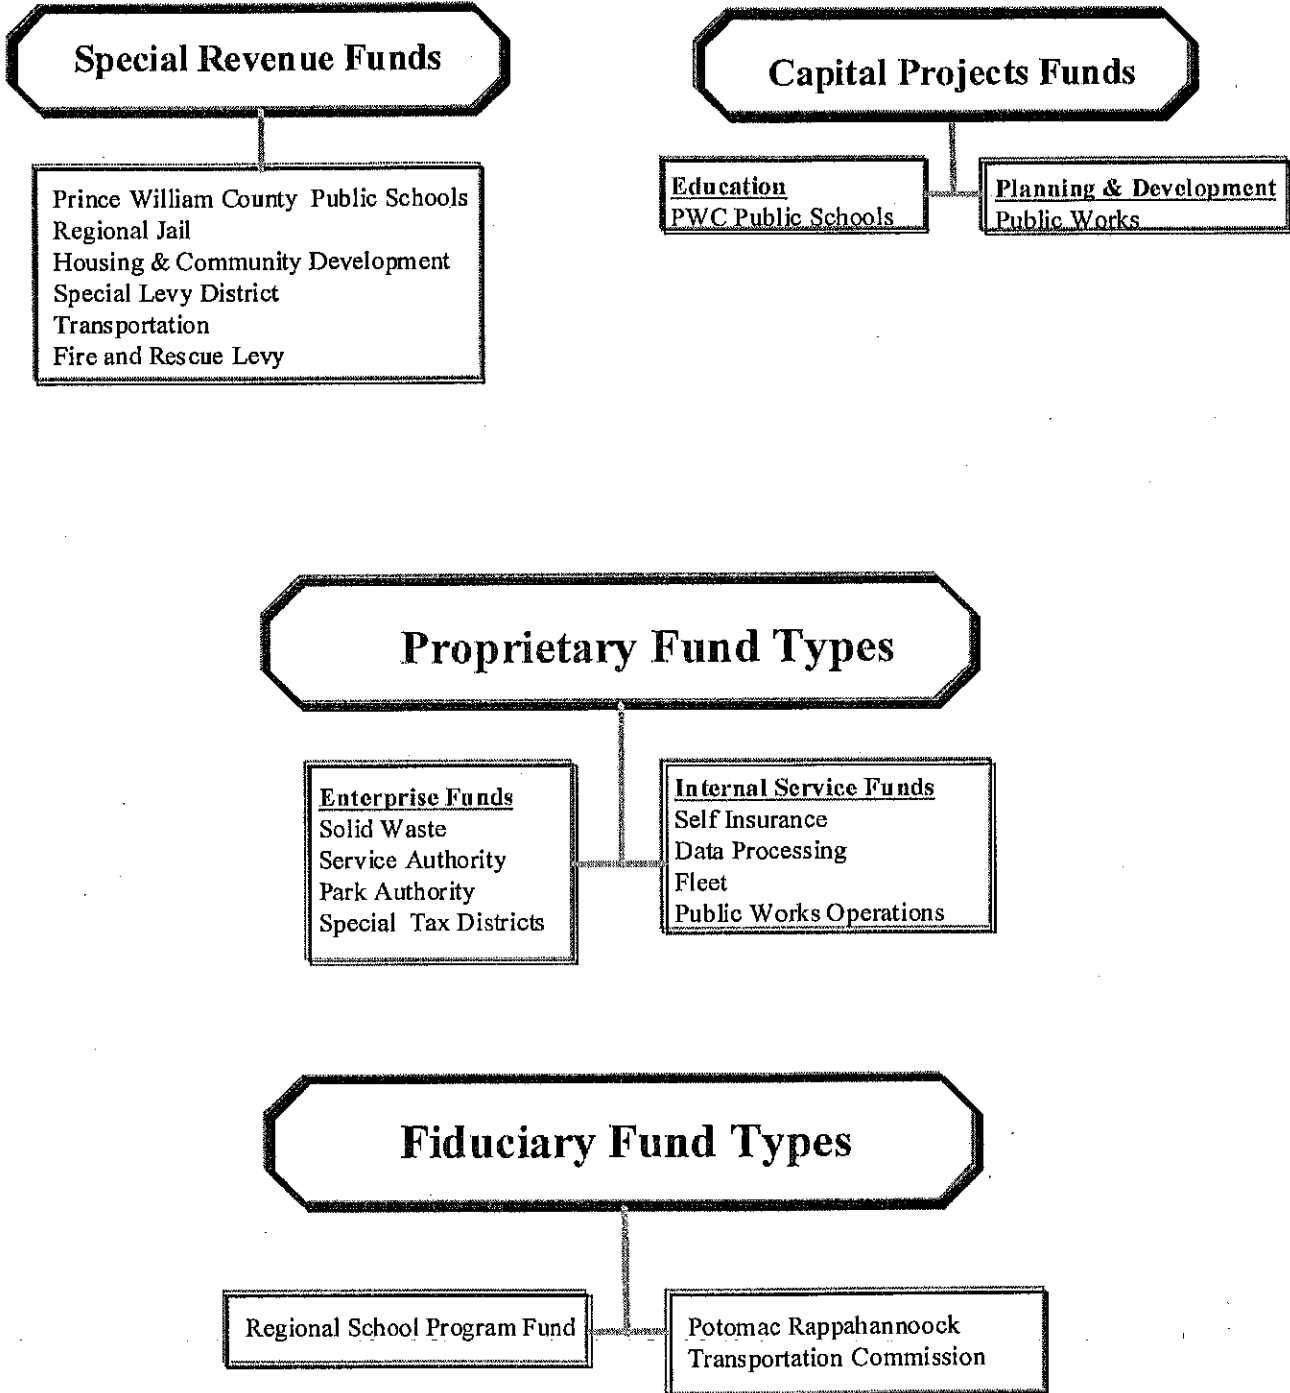 Special Revenue Funds
Prince William County Public Schools
Regional Jail
Housing & Community Development
Special Levy District
Transportation
Fire and Rescue Levy
Capital Projects Funds
Education
PWC Public Schools
Planning & Development
Public Works
Proprietary Fund Types
Enterprise Funds
Solid Waste
Service Authority
Park Authority
Special Tax Districts
Internal Service Funds
Self Insurance
Data Processing
Fleet
Public Works Operations
Fiduciary Fund Types
Regional School Program Fund
Potomac Rappahannoock
Transportation Commission